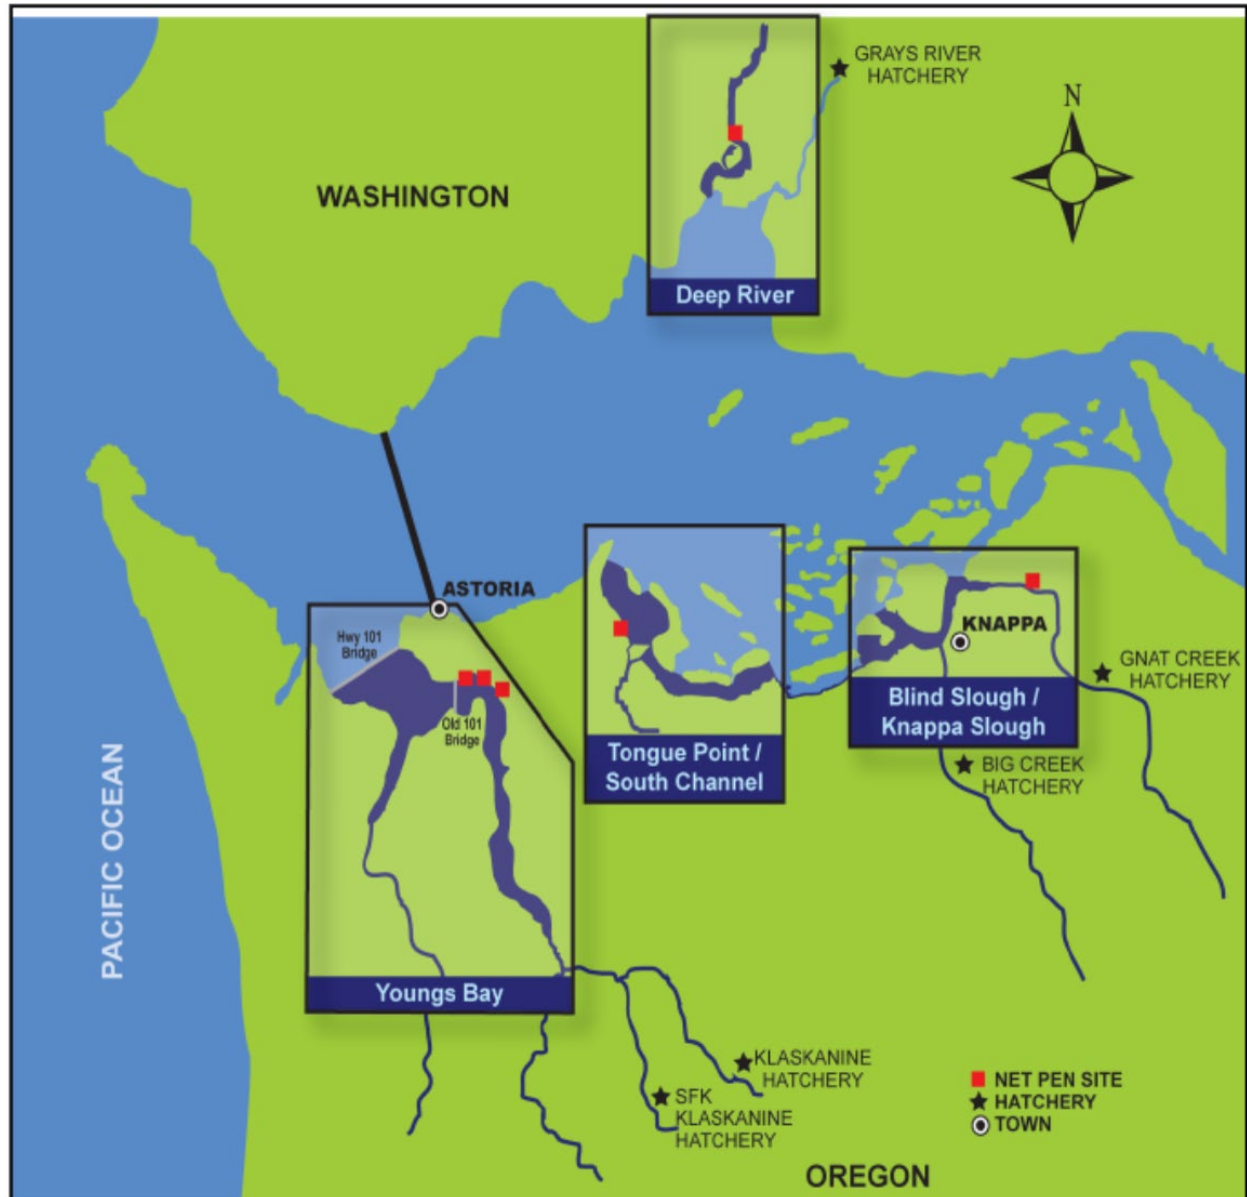 GRAYS RIVER
HATCHERY
N
WASHINGTON
Deep River
ASTORIA
Hwy 101
Bridge
KNAPPA
GNAT CREEK
HATCHERY
Blind Slough /
Knappa Slough
Old 101
Bridge
Tongue Point /
South Channel
BIG CREEK
HATCHERY
PACIFIC OCEAN
Youngs Bay
KLASKANINE
HATCHERY
SFK
KLASKANINE
HATCHERY
NET PEN SITE
HATCHERY
TOWN
OREGON